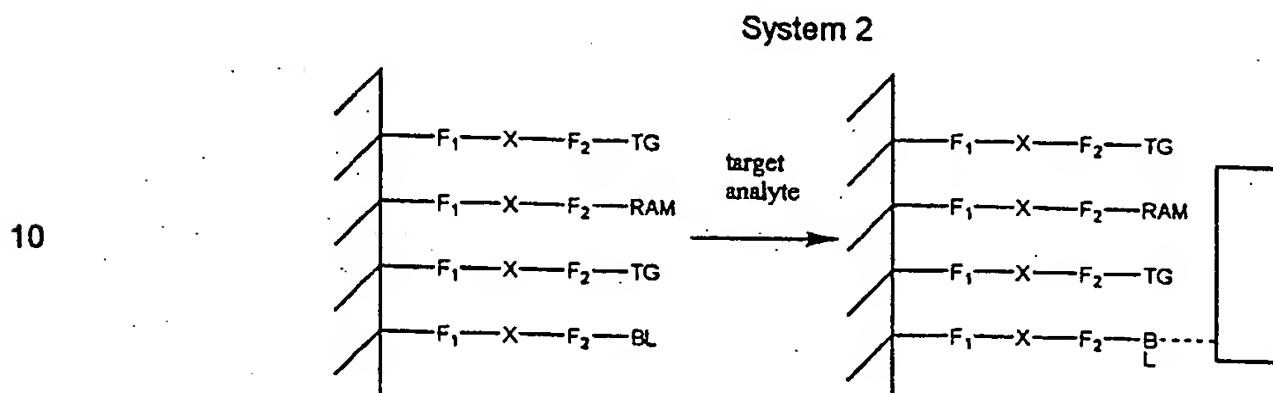 System 2
F₁—X—F₂—TG F₁—X—F₂—TG
target
analyte
F₁—X—F₂—RAM F₁—X—F₂—RAM
10
F₁—X—F₂—TG F₁—X—F₂—TG
F₁—X—F₂—BL F₁—X—F₂—B
L